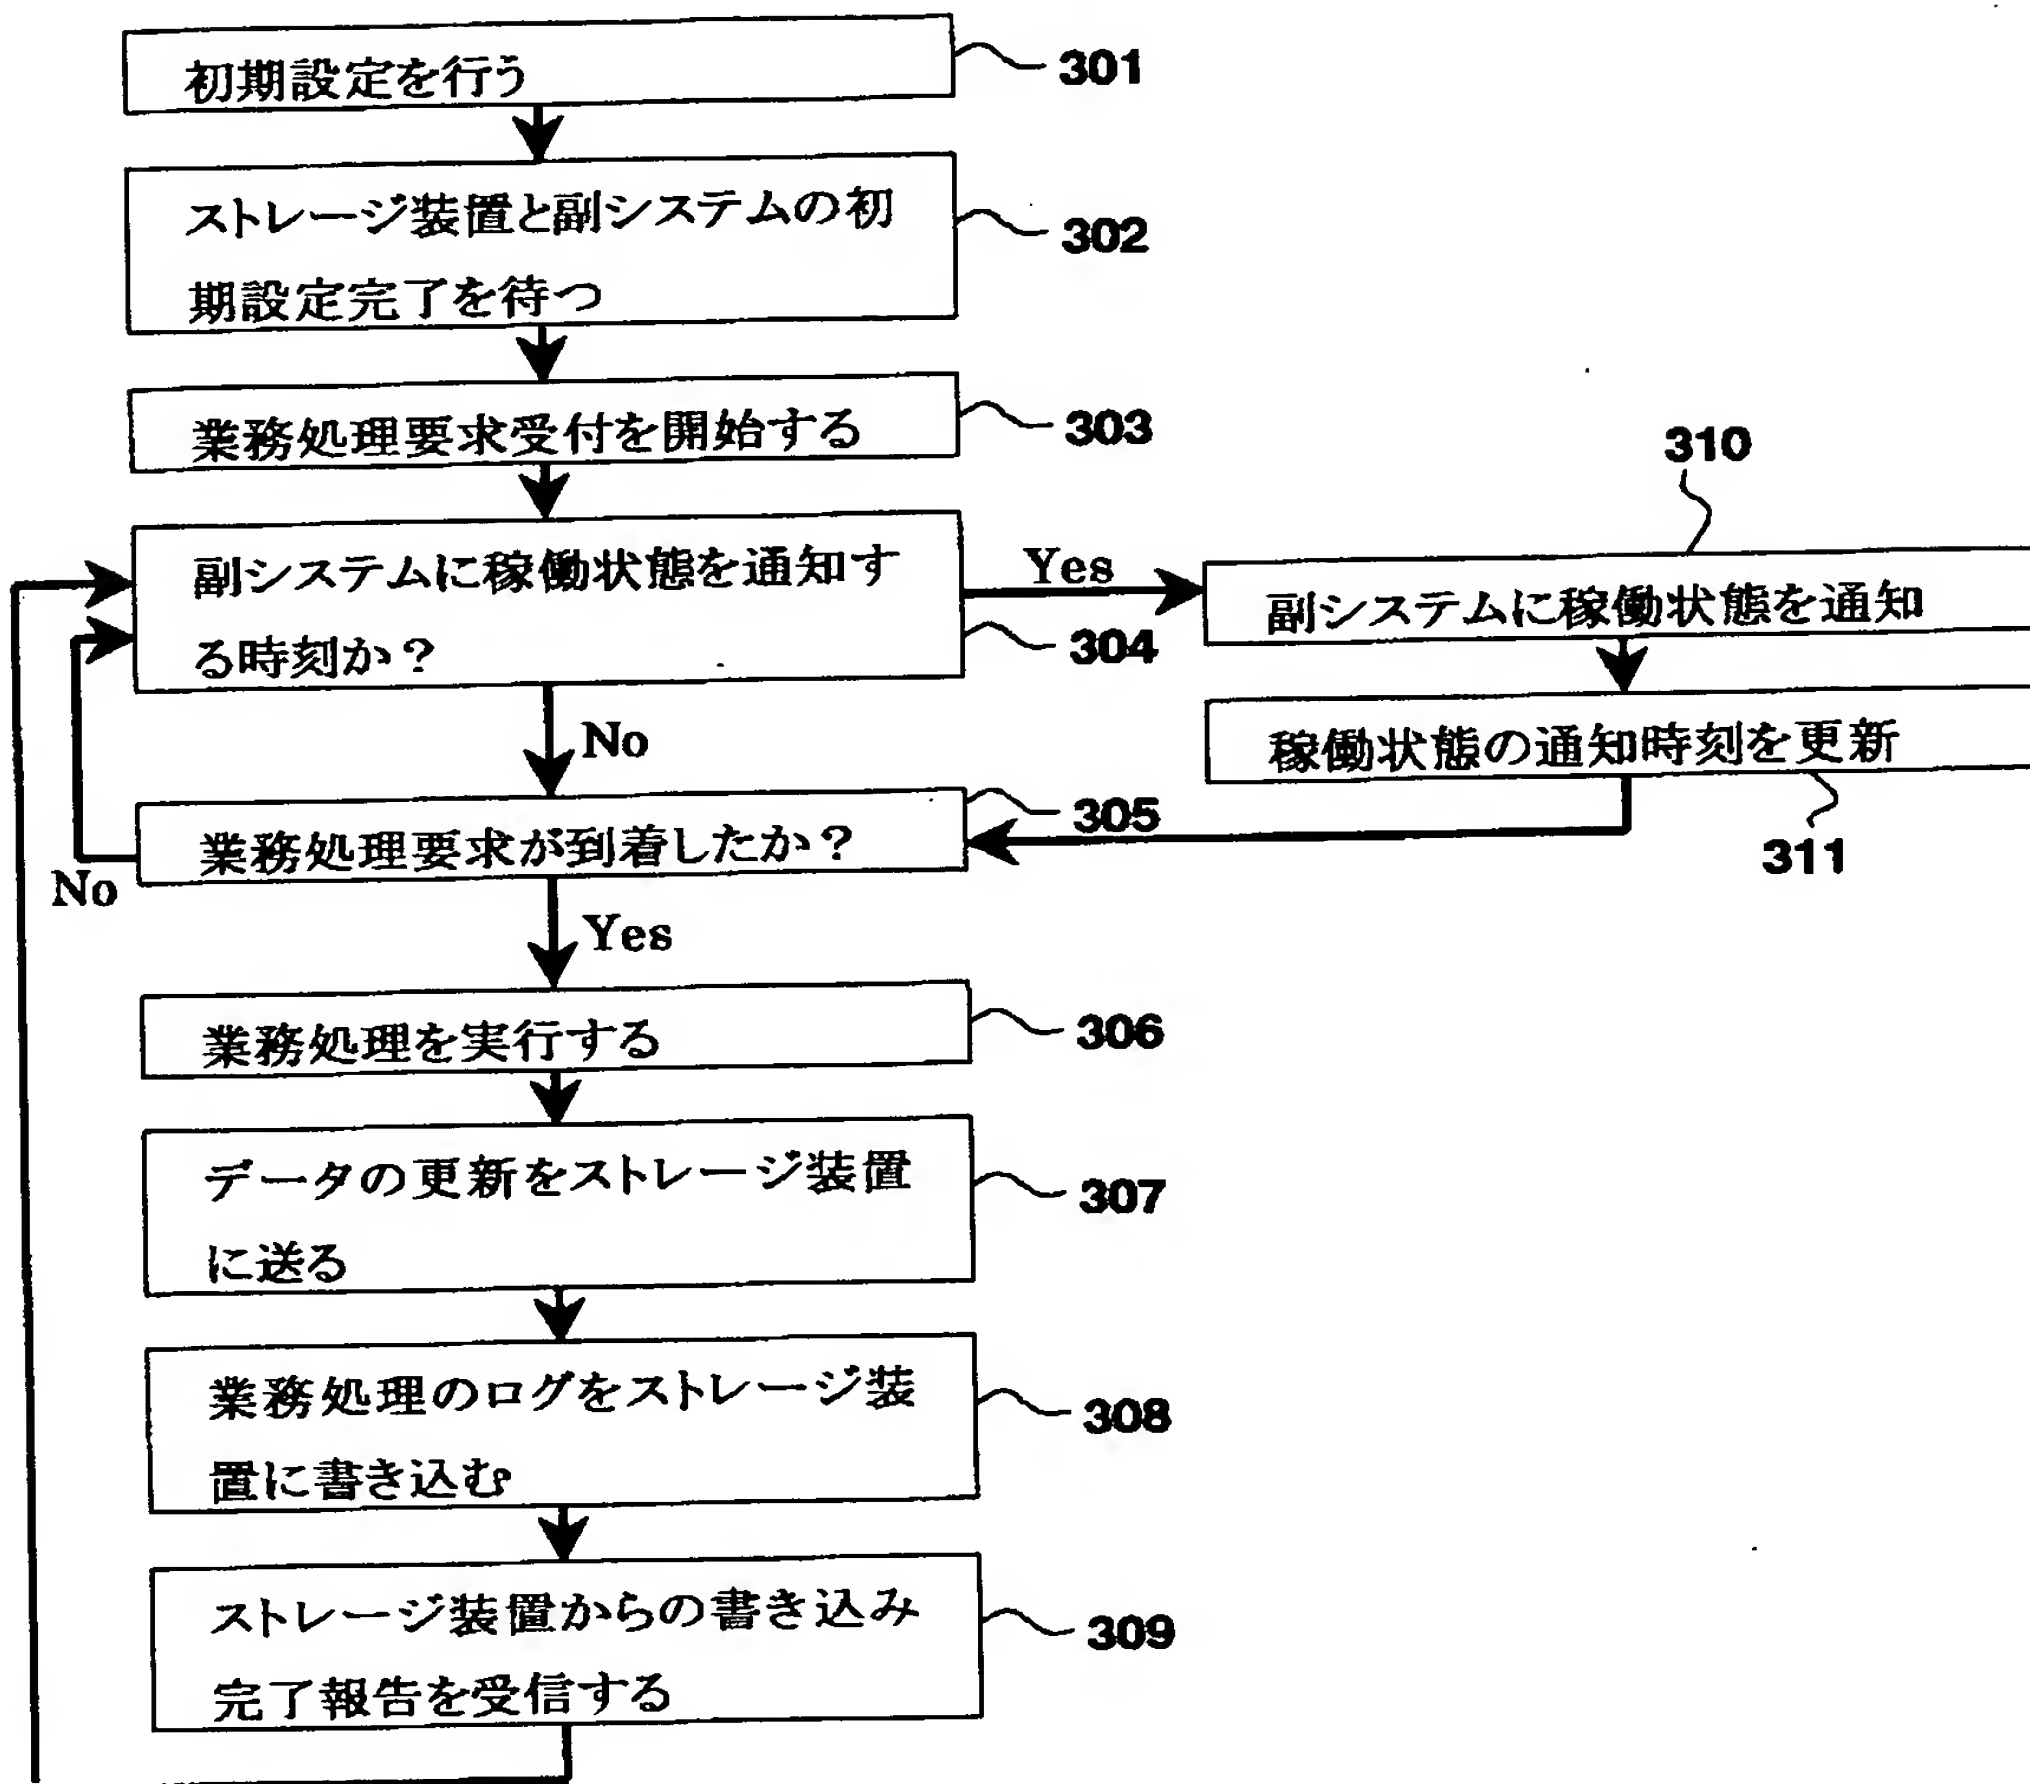 初期設定を行う
301
ストレージ装置と副システムの初
期設定完了を待つ
302
業務処理要求受付を開始する
303
副システムに稼働状態を通知す
る時刻か？
304
Yes
310
副システムに稼働状態を通知
稼働状態の通知時刻を更新
311
No
業務処理要求が到着したか？
305
No
Yes
業務処理を実行する
306
データの更新をストレージ装置
に送る
307
業務処理のログをストレージ装
置に書き込む
308
ストレージ装置からの書き込み
完了報告を受信する
309